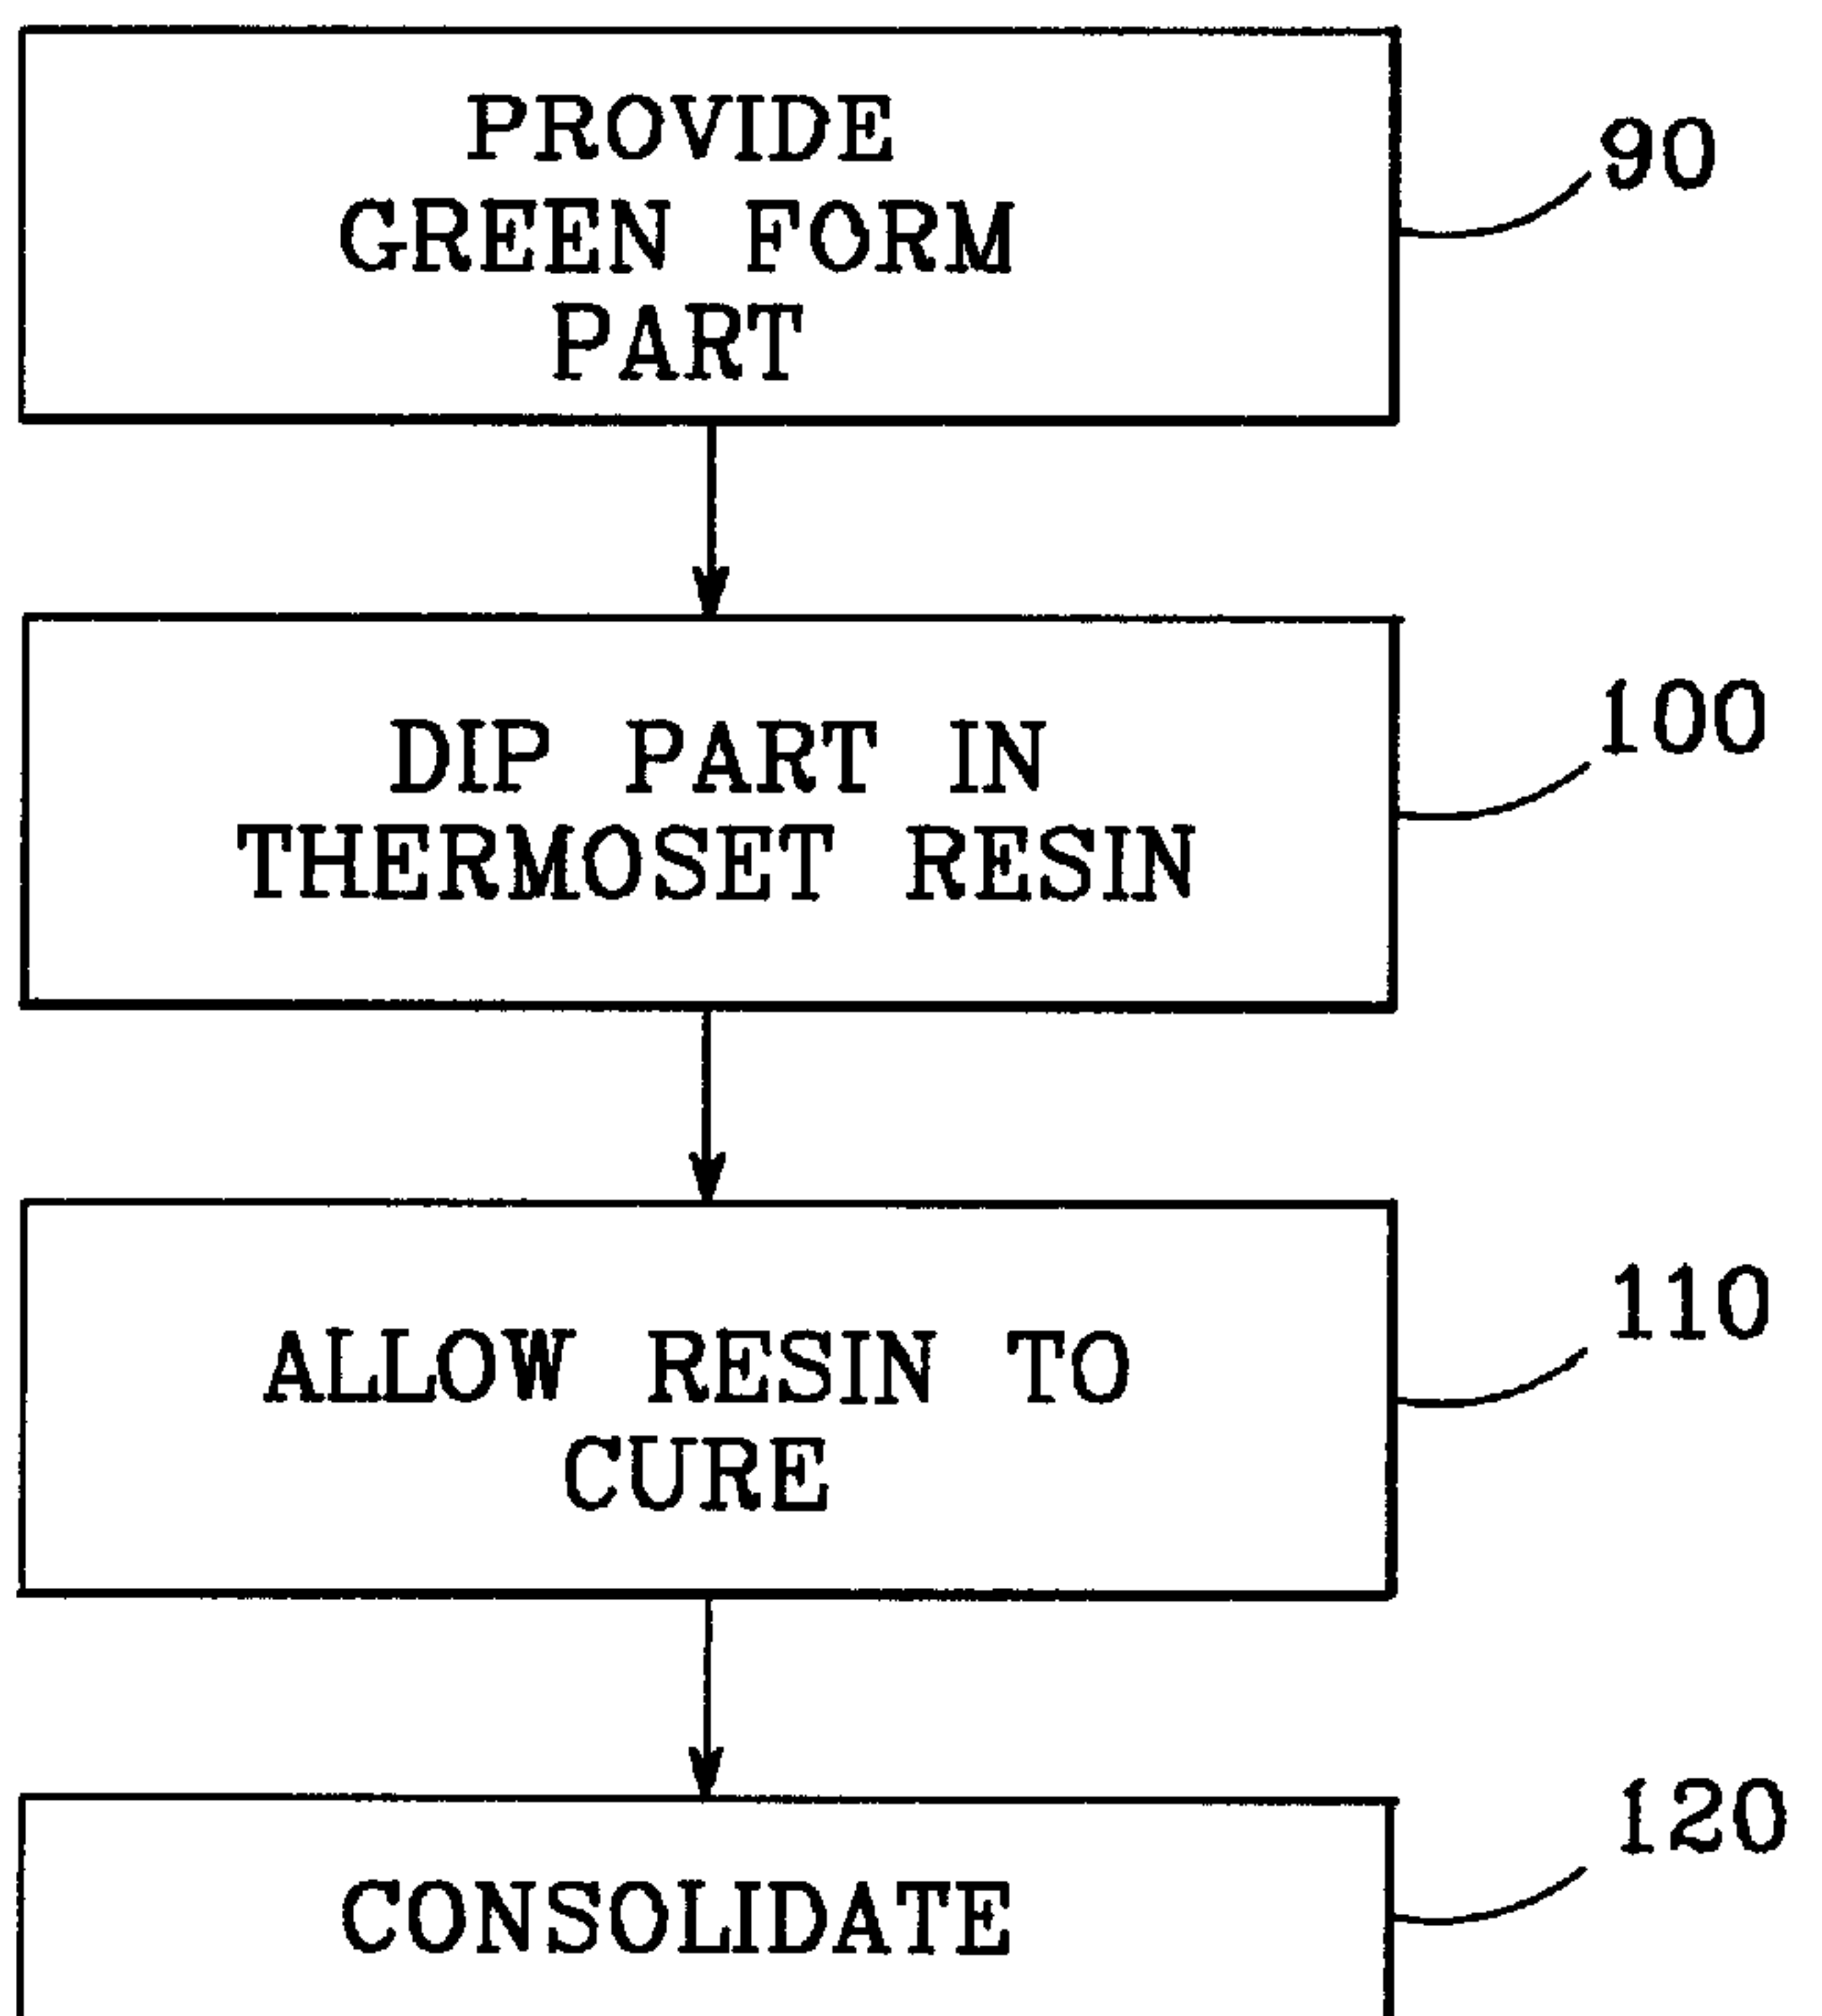 PROVIDE
GREEN FORM
PART
90
DIP PART IN
THERMOSET RESIN
100
ALLOW RESIN TO
CURE
110
CONSOLIDATE
120